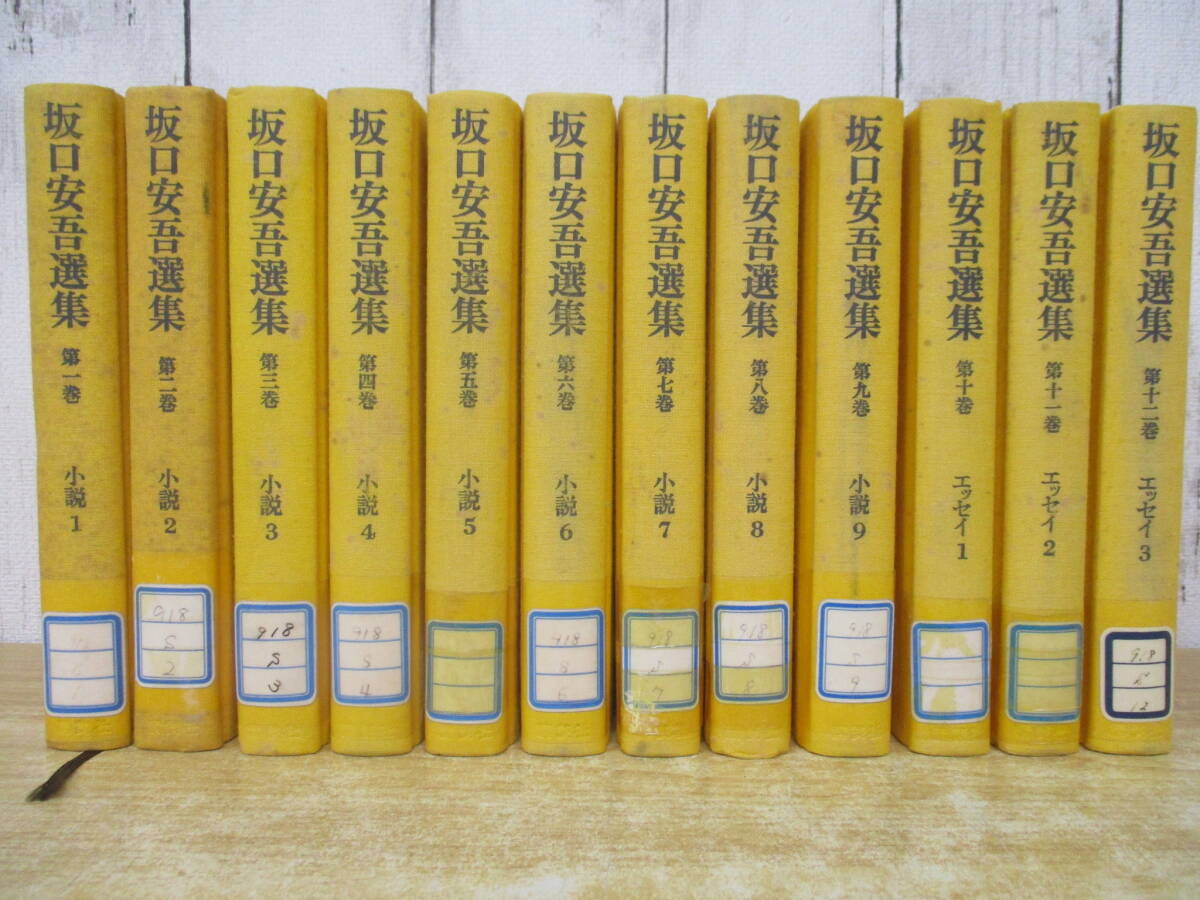 坂口安吾選集 第一巻 小説1
坂口安吾選集 第二巻 小説2
918
S
2
坂口安吾選集 第三巻 小説3
918
S
3
坂口安吾選集 第四巻 小説4
918
S
4
坂口安吾選集 第五巻 小説5
坂口安吾選集 第六巻 小説6
918
S
6
坂口安吾選集 第七巻 小説7
918
S
7
坂口安吾選集 第八巻 小説8
918
S
8
坂口安吾選集 第九巻 小説9
918
S
9
坂口安吾選集 第十巻 エッセイ1
坂口安吾選集 第十一巻 エッセイ2
坂口安吾選集 第十二巻 エッセイ3
918
S
12